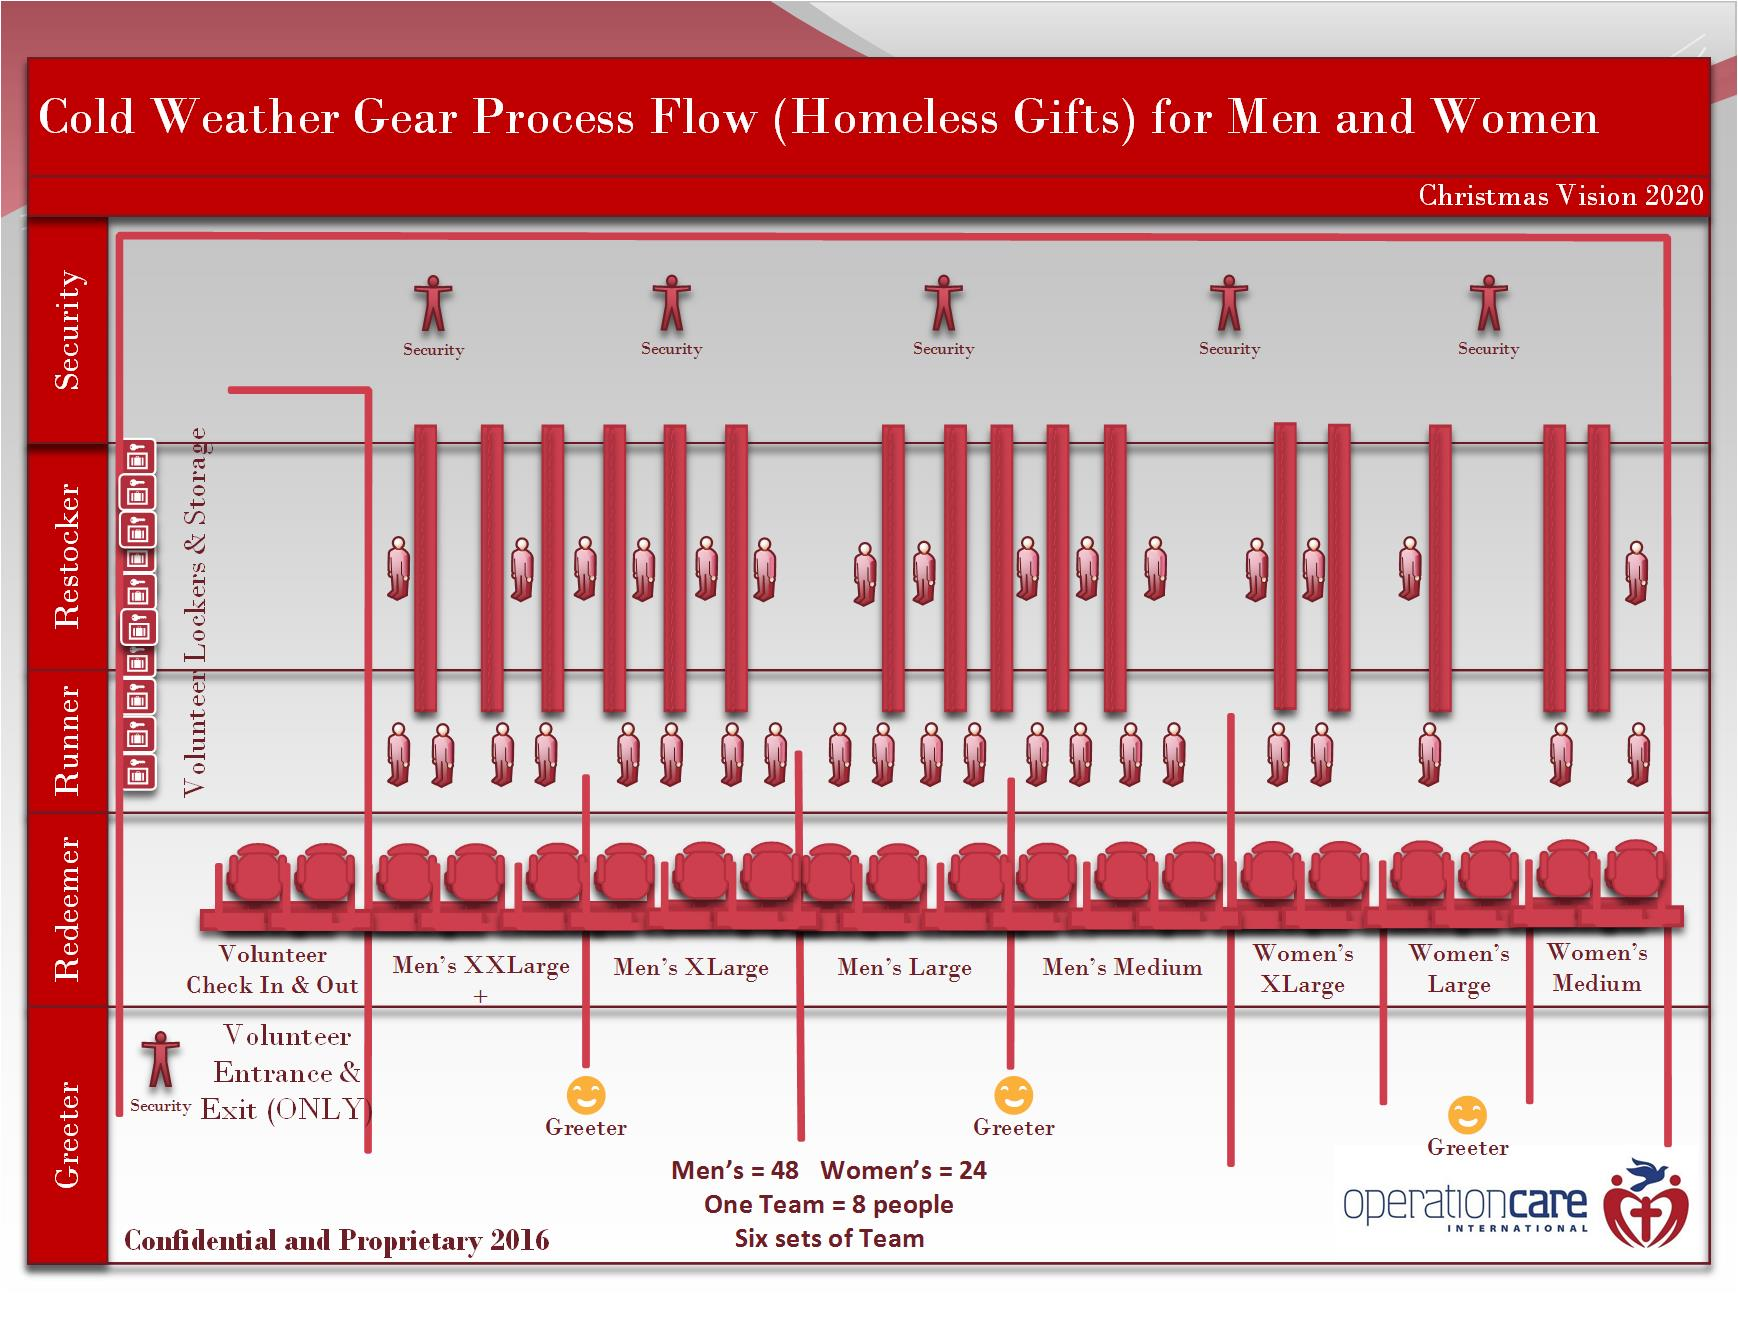 Cold Weather Gear Process Flow (Homeless Gifts) for Men and Women
Christmas Vision 2020
Security
Security
Security
Security
Security
Security
Restocker
Volunteer Lockers & Storage
Runner
Redeemer
Volunteer
Check In & Out
Men's XXLarge
+
Men's XLarge
Men's Large
Men's Medium
Women's
XLarge
Women's
Large
Women's
Medium
Greeter
Security
Volunteer
Entrance &
Exit (ONLY)
Greeter
Greeter
Greeter
Men's = 48 Women's = 24
One Team = 8 people
Six sets of Team
Confidential and Proprietary 2016
operationcare
INTERNATIONAL